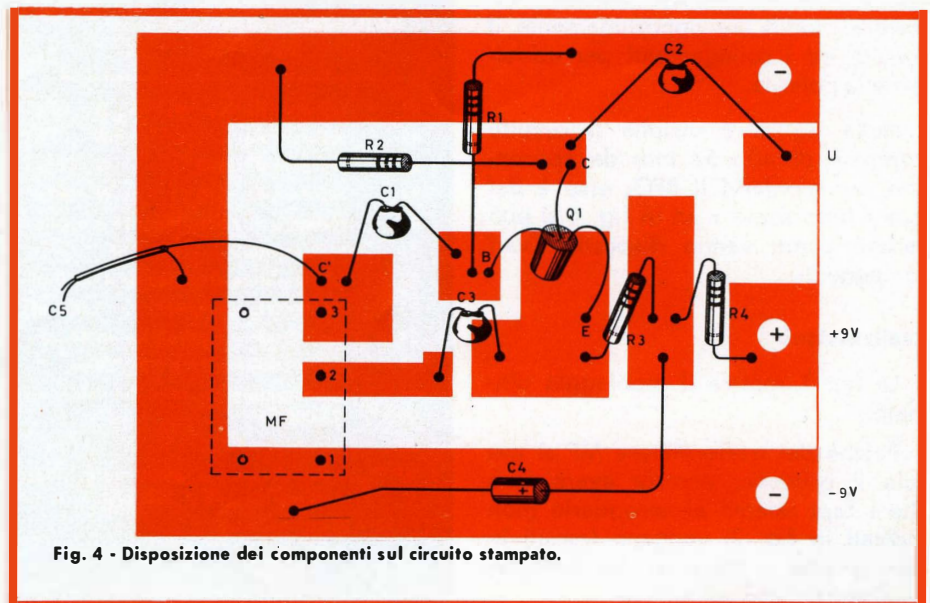 C2
−
R1
R2
U
C
C1
Q1
C'
B
C5
3
C3
E
R3
R4
+
+9V
2
MF
1
C4
+
−
-9V
Fig. 4 - Disposizione dei componenti sul circuito stampato.